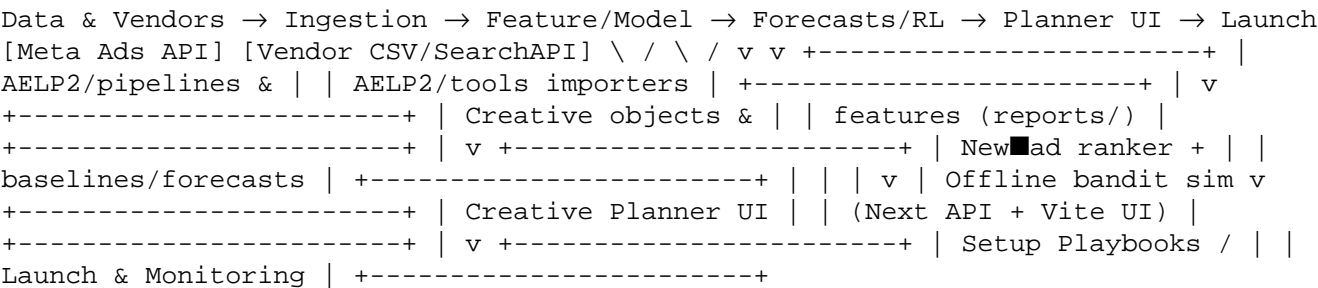 Data & Vendors → Ingestion → Feature/Model → Forecasts/RL → Planner UI → Launch
[Meta Ads API] [Vendor CSV/SearchAPI] \ / \ / v v +------------------------+ |
AELP2/pipelines & | | AELP2/tools importers | +------------------------+ | v
+------------------------+ | Creative objects & | | features (reports/) |
+------------------------+ | v +------------------------+ | New■ad ranker + | |
baselines/forecasts | +------------------------+ | | | v | Offline bandit sim v
+------------------------+ | Creative Planner UI | | (Next API + Vite UI) |
+------------------------+ | v +------------------------+ | Setup Playbooks / | |
Launch & Monitoring | +------------------------+